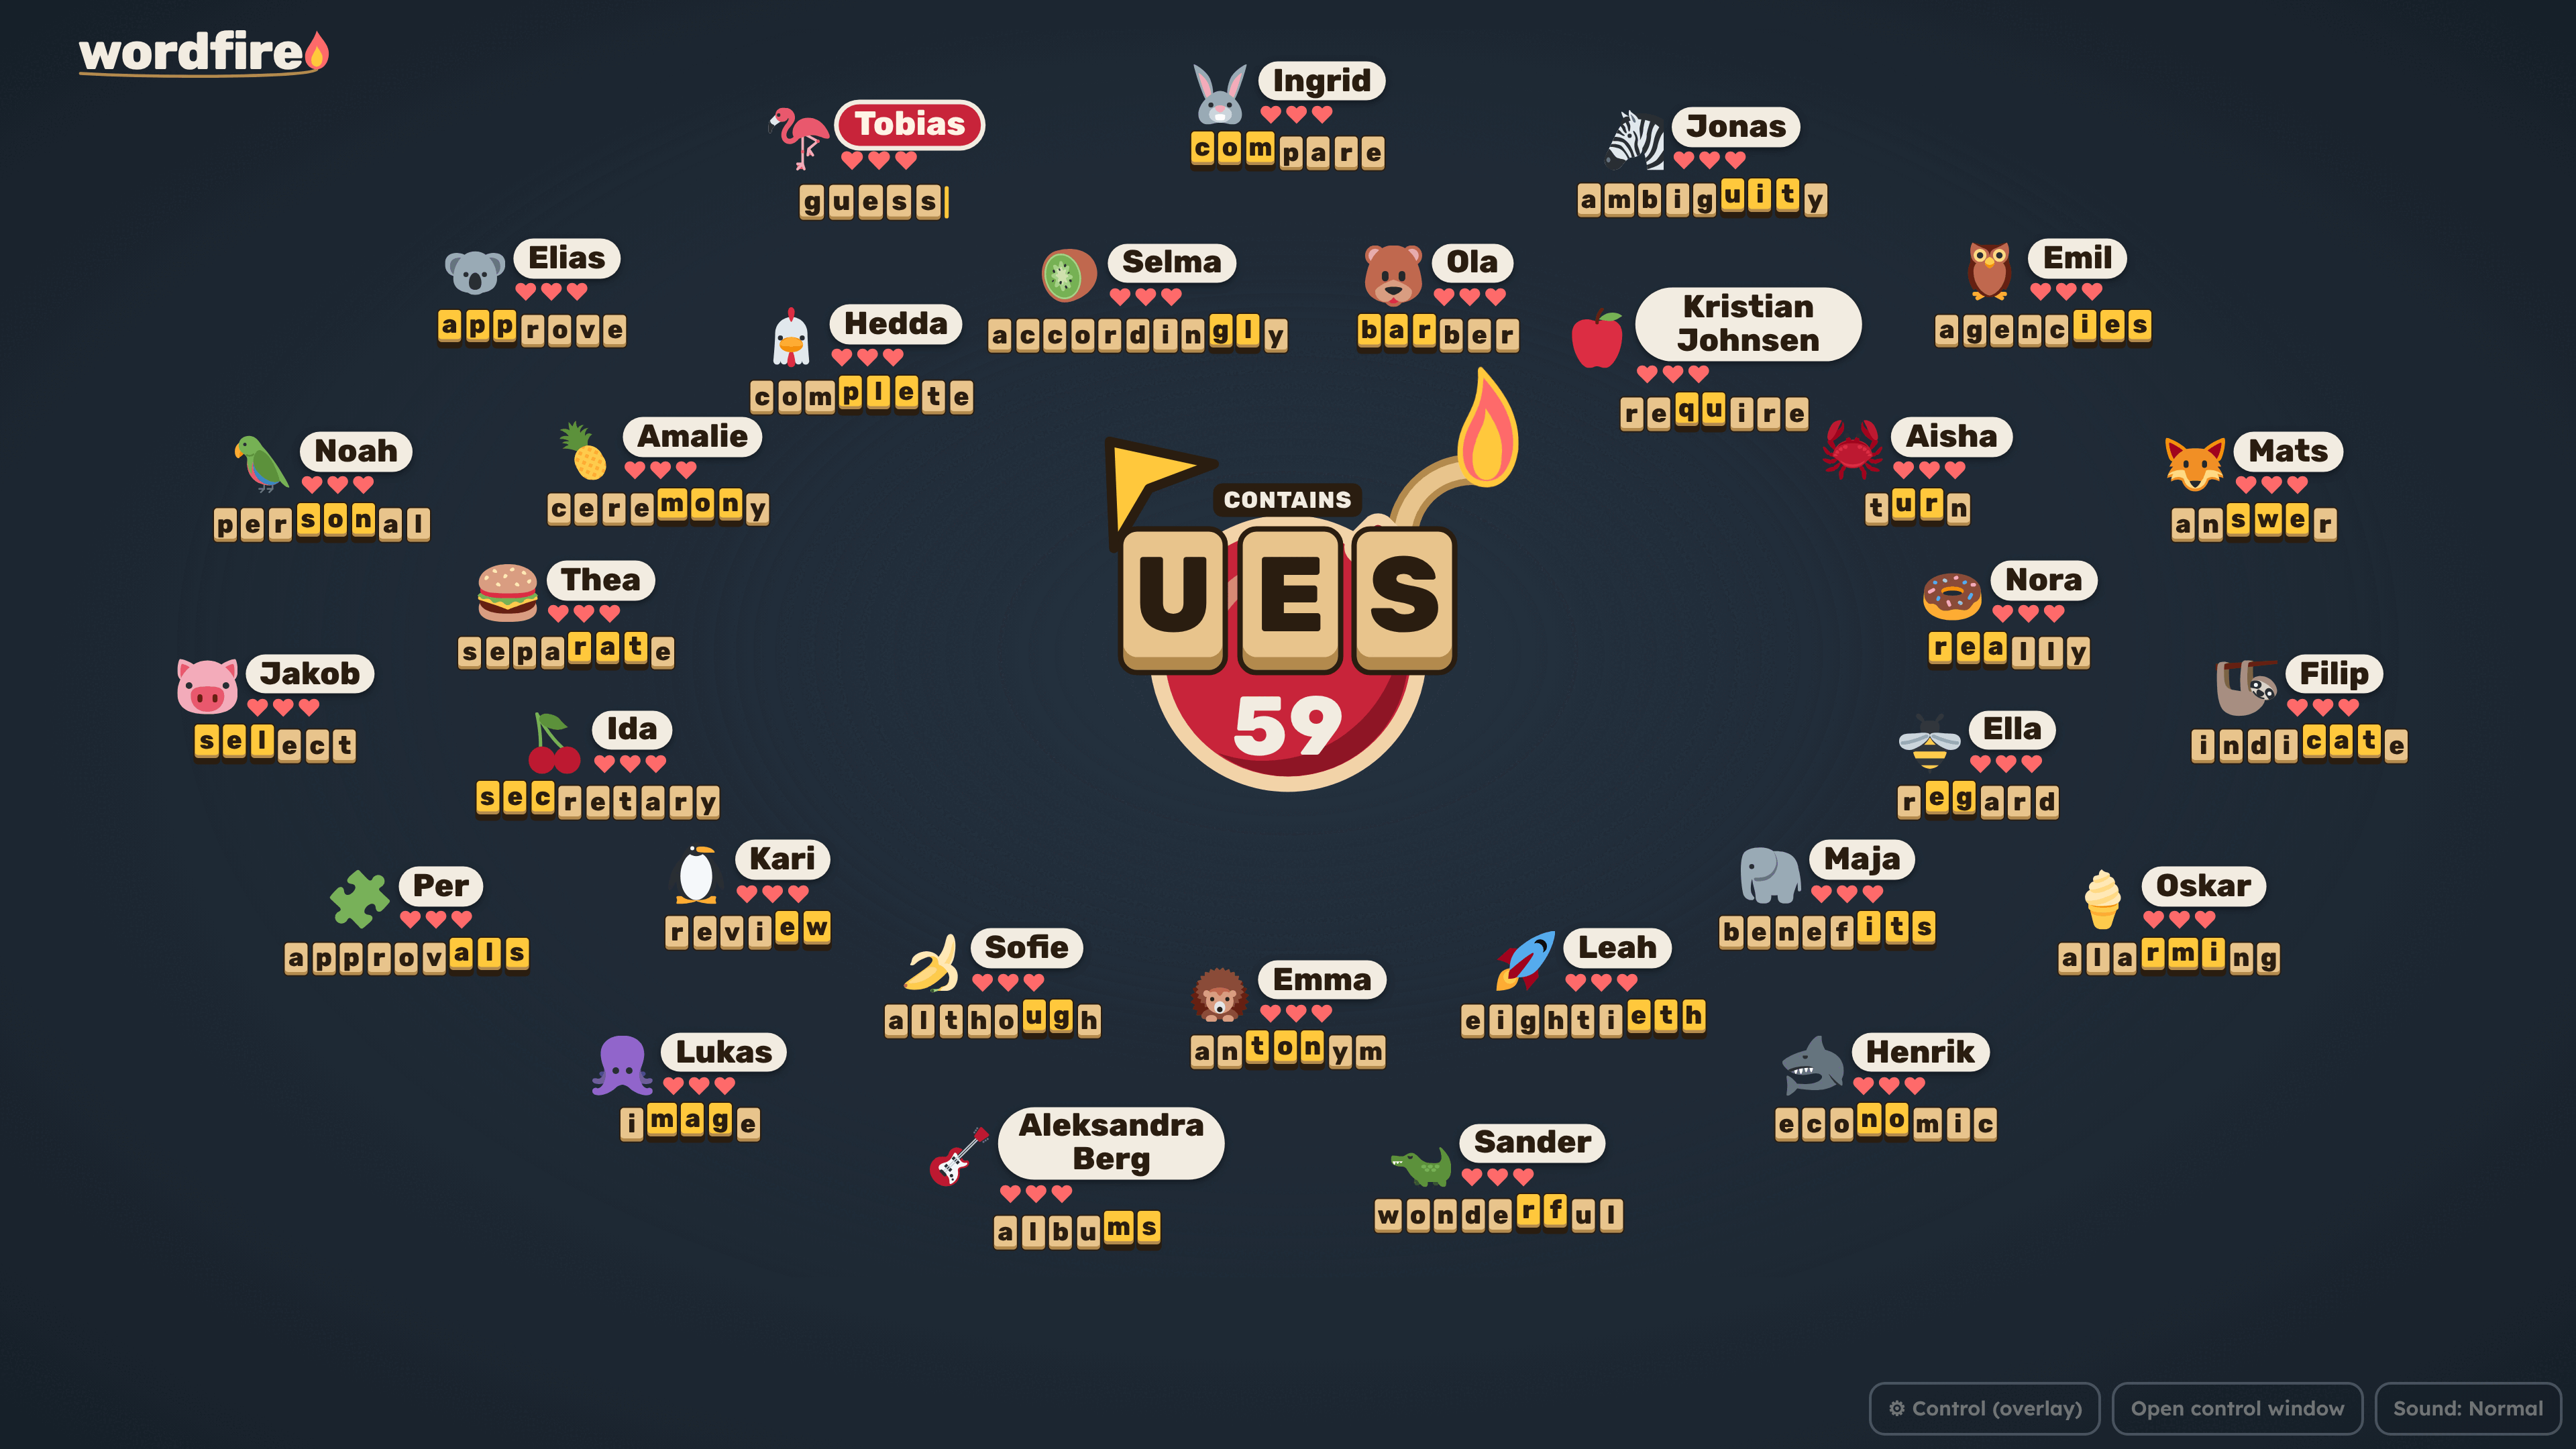 wordfire
Ingrid
compare
Tobias
guess
Jonas
ambiguity
Elias
approve
Selma
accordingly
Ola
barber
Emil
agencies
Hedda
complete
Kristian
Johnsen
require
Noah
personal
Amalie
ceremony
Aisha
turn
Mats
answer
CONTAINS
UES
59
Thea
separate
Nora
really
Jakob
select
Filip
indicate
Ida
secretary
Ella
regard
Kari
review
Maja
benefits
Per
approvals
Oskar
alarming
Sofie
although
Emma
antonym
Leah
eightieth
Lukas
image
Henrik
economic
Aleksandra
Berg
albums
Sander
wonderful
Control (overlay)
Open control window
Sound: Normal